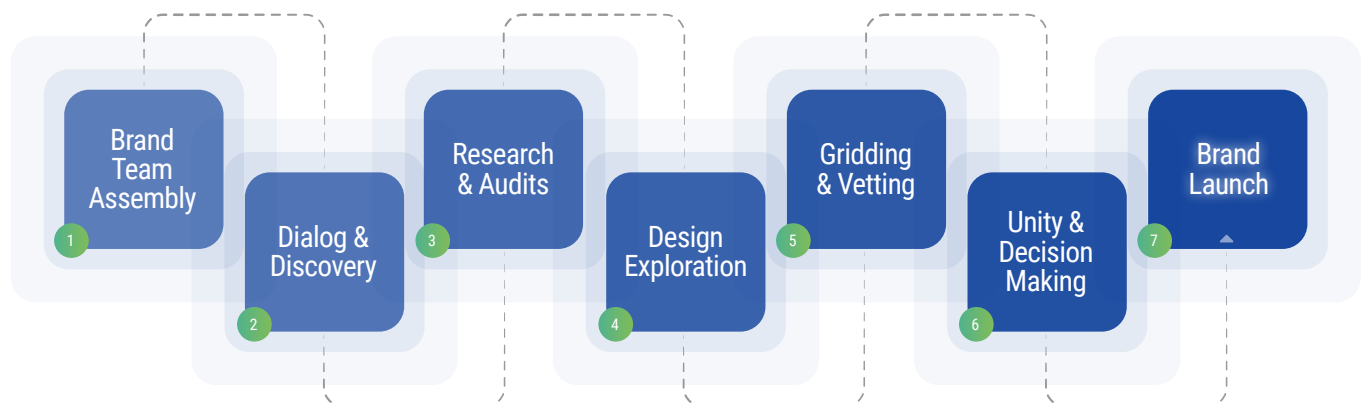 Brand
Team
Assembly
1
Dialog &
Discovery
2
Research
& Audits
3
Design
Exploration
4
Gridding
& Vetting
5
Unity &
Decision
Making
6
Brand
Launch
7